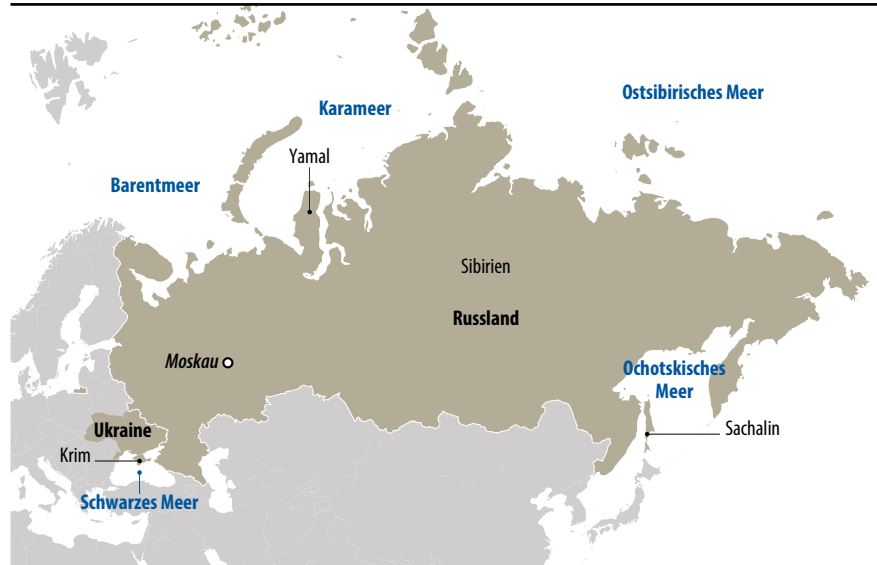 Ostsibirisches Meer
Karameer
Yamal
Barentmeer
Sibirien
Russland
Moskau
Ochotskisches
Meer
Ukraine
Sachalin
Krim
Schwarzes Meer